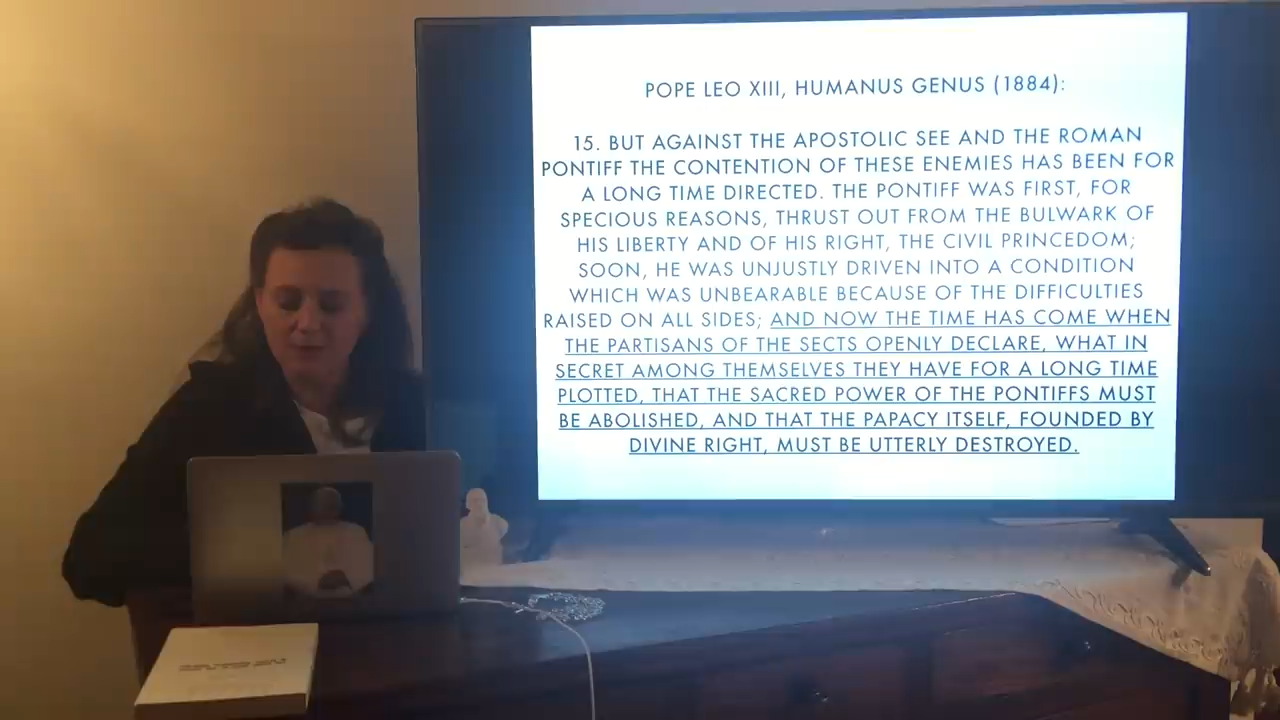 POPE LEO XIII, HUMANUS GENUS (1884):
15. BUT AGAINST THE APOSTOLIC SEE AND THE ROMAN
PONTIFF THE CONTENTION OF THESE ENEMIES HAS BEEN FOR
A LONG TIME DIRECTED. THE PONTIFF WAS FIRST, FOR
SPECIOUS REASONS, THRUST OUT FROM THE BULWARK OF
HIS LIBERTY AND OF HIS RIGHT, THE CIVIL PRINCEDOM;
SOON, HE WAS UNJUSTLY DRIVEN INTO A CONDITION
WHICH WAS UNBEARABLE BECAUSE OF THE DIFFICULTIES
RAISED ON ALL SIDES; AND NOW THE TIME HAS COME WHEN
THE PARTISANS OF THE SECTS OPENLY DECLARE, WHAT IN
SECRET AMONG THEMSELVES THEY HAVE FOR A LONG TIME
PLOTTED, THAT THE SACRED POWER OF THE PONTIFFS MUST
BE ABOLISHED, AND THAT THE PAPACY ITSELF, FOUNDED BY
DIVINE RIGHT, MUST BE UTTERLY DESTROYED.